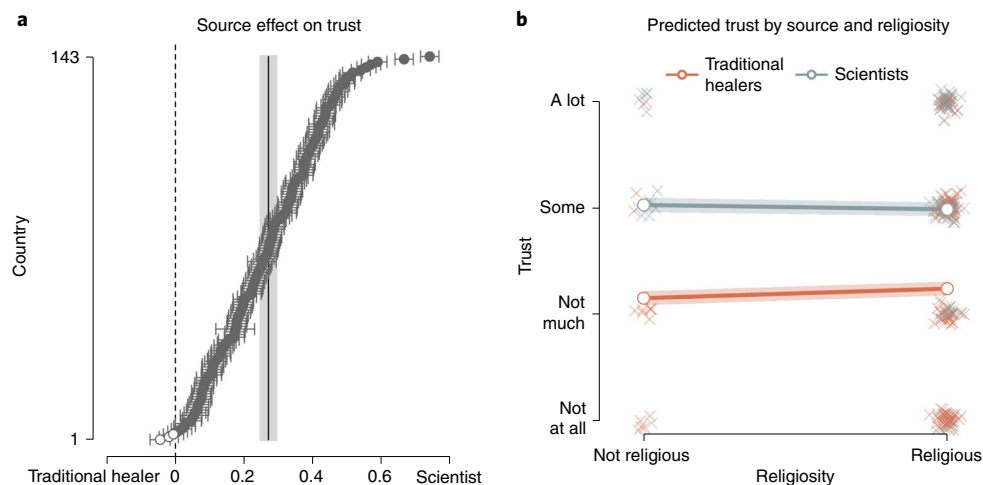 a
Source effect on trust
143
Country
1
Traditional healer 0 0.2 0.4 0.6 Scientist
b
Predicted trust by source and religiosity
Traditional
healers
Scientists
A lot
Some
Trust
Not
much
Not
at all
Not religious
Religious
Religiosity